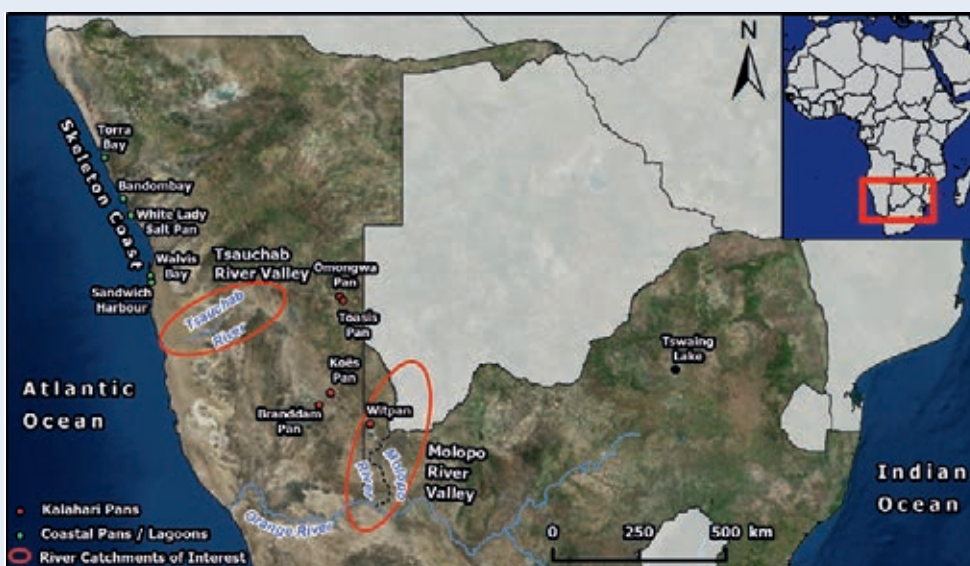 N
Torra
Bay
Skeleton Coast
Bandombay
White Lady
Salt Pan
Walvis
Bay
Sandwich
Harbour
Tsauchab
River Valley
Tsauchab
River
Omongwa
Pan
Toasis
Pan
Koës
Pan
Branddam
Pan
Witpan
Molopo
River
Molopo
River
Valley
Orange River
Tswaing
Lake
Atlantic
Ocean
Indian
Ocean
Kalahari Pans
Coastal Pans / Lagoons
River Catchments of Interest
0 250 500 km